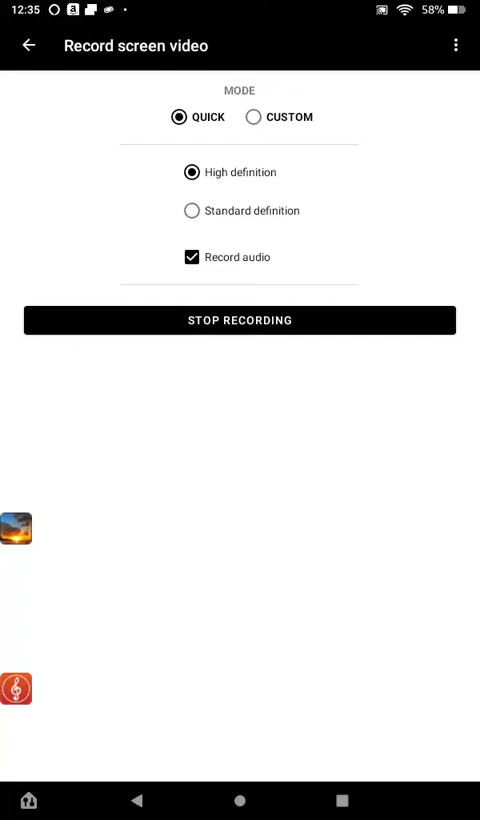 12:35 58%
Record screen video
MODE
QUICK CUSTOM
High definition
Standard definition
Record audio
STOP RECORDING